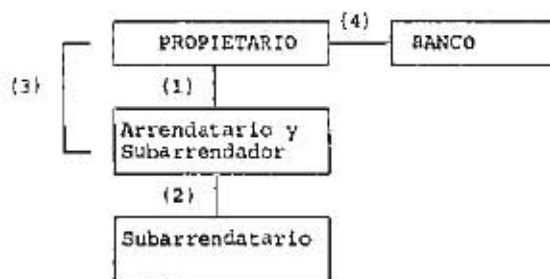 (4)
PROPIETARIO BANCO
(3) (1)
Arrendatario y
Subarrendador
(2)
Subarrendatario